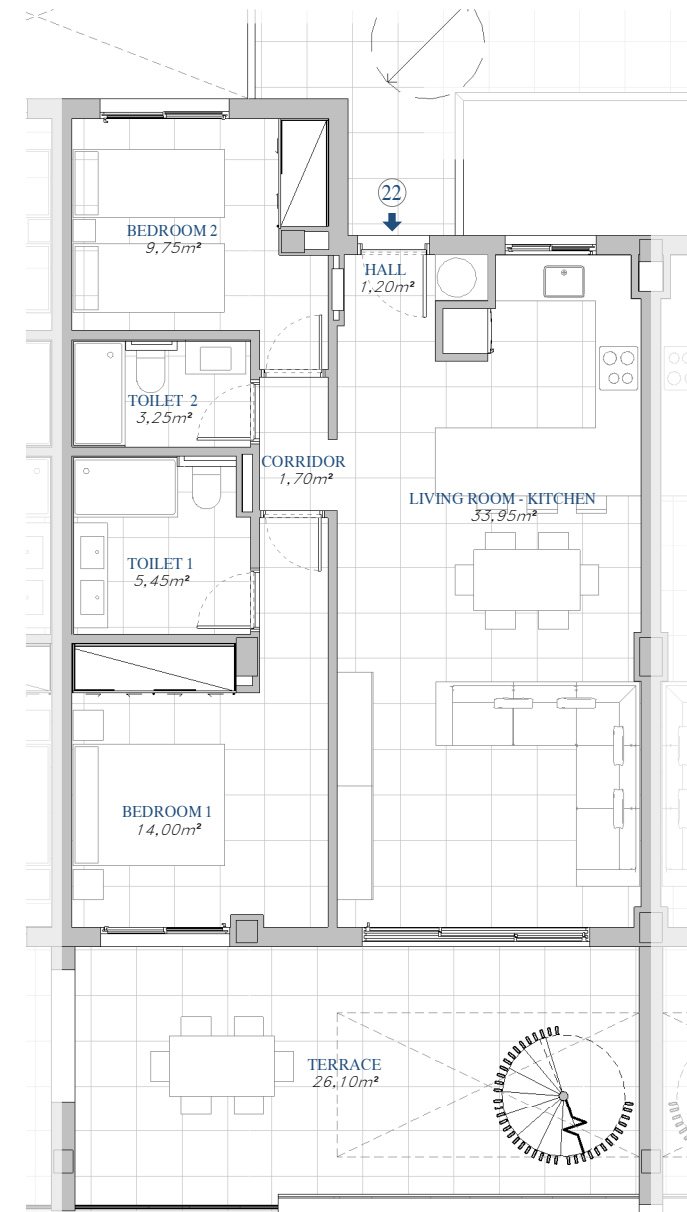 22
BEDROOM 2
9,75m²
HALL
1,20m²
TOILET 2
3,25m²
CORRIDOR
1,70m²
LIVING ROOM - KITCHEN
33,95m²
TOILET 1
5,45m²
BEDROOM 1
14,00m²
TERRACE
26,10m²